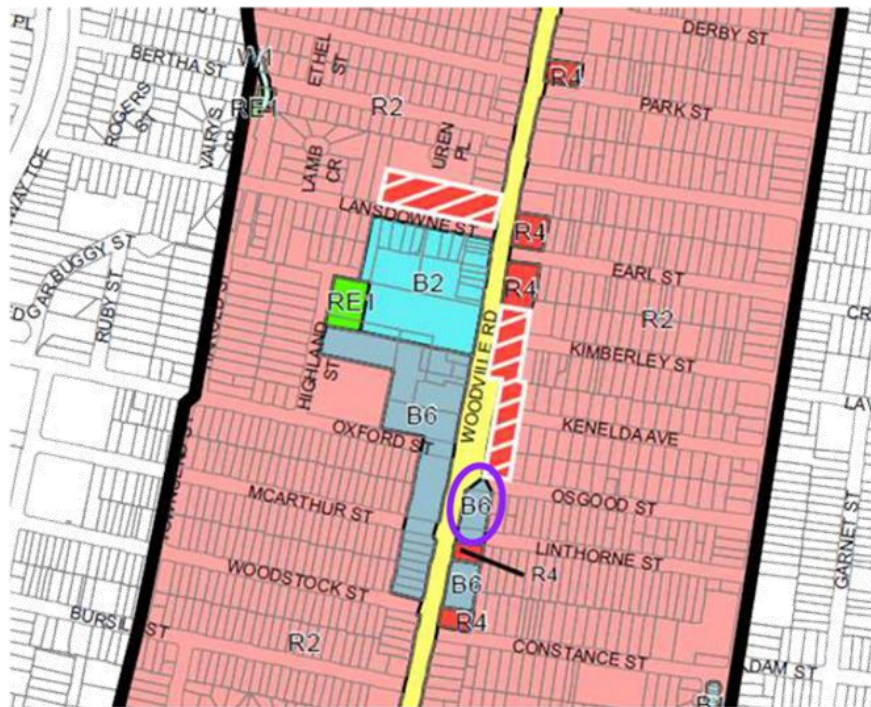 PL
DERBY ST
BERTHA ST
W1
ETHEL
ST
R4
RE1
R2
PARK ST
ROGERS
ST
UREN
PL
LAMB
CR
LANSDOWNE ST
R4
B2
EARL ST
GARBUGGY ST
R4
RE1
R2
RUBY ST
WOODVILLE RD
KIMBERLEY ST
HIGHLAND
ST
B6
OXFORD ST
KENELDA AVE
B6
OSGOOD ST
MCARTHUR ST
LINTHORNE ST
R4
B6
WOODSTOCK ST
GARNET ST
R4
R2
CONSTANCE ST